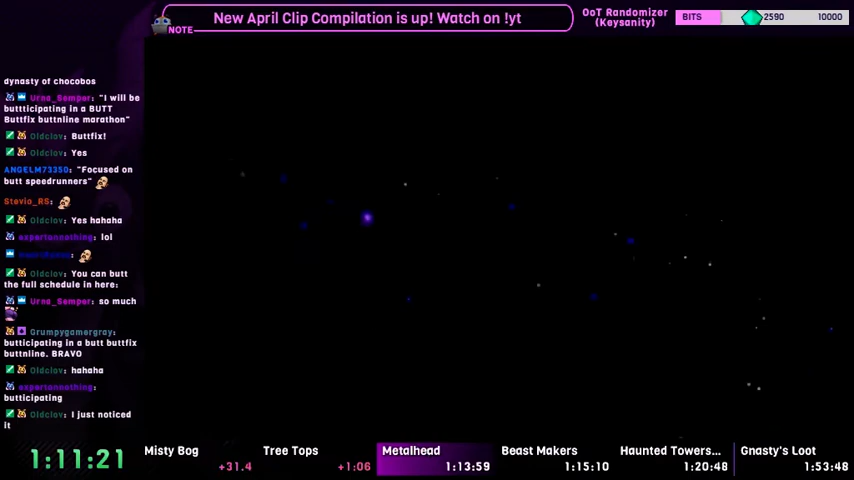 New April Clip Compilation is up! Watch on !yt
NOTE
OoT Randomizer
(Keysanity)
BITS
2590
10000
dynasty of chocobos
Urna_Semper: "I will be
buttticipating in a BUTT
Buttfix buttnline marathon"
Oldclov: Buttfix!
Oldclov: Yes
ANGELM73350: "Focused on
butt speedrunners"
Stevio_RS:
Oldclov: Yes hahaha
expertonnothing: lol
Oldclov: You can butt
the full schedule in here:
Urna_Semper: so much
Grumpygamergray:
butticipating in a butt buttfix
buttnline. BRAVO
Oldclov: hahaha
expertonnothing:
butticipating
Oldclov: I just noticed
it
1:11:21
Misty Bog
+31.4
Tree Tops
+1:06
Metalhead
1:13:59
Beast Makers
1:15:10
Haunted Towers...
1:20:48
Gnasty's Loot
1:53:48